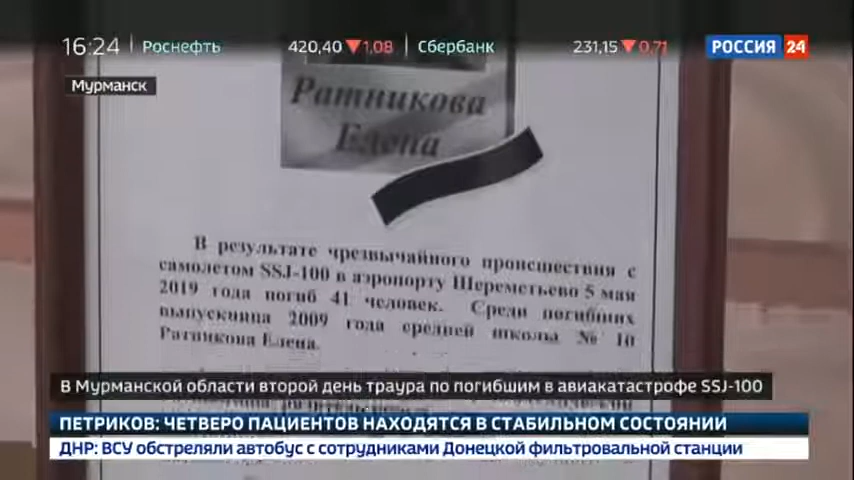 16:24 Роснефть 420,40 ▼1,08 Сбербанк 231,15 ▼0,71 РОССИЯ 24
Мурманск
Ратникова
Елена
В результате чрезвычайного происшествия с
самолетом SSJ-100 в аэропорту Шереметьево 5 мая
2019 года погиб 41 человек. Среди погибших
выпускница 2009 года средней школы № 10
Ратникова Елена.
В Мурманской области второй день траура по погибшим в авиакатастрофе SSJ-100
ПЕТРИКОВ: ЧЕТВЕРО ПАЦИЕНТОВ НАХОДЯТСЯ В СТАБИЛЬНОМ СОСТОЯНИИ
ДНР: ВСУ обстреляли автобус с сотрудниками Донецкой фильтровальной станции